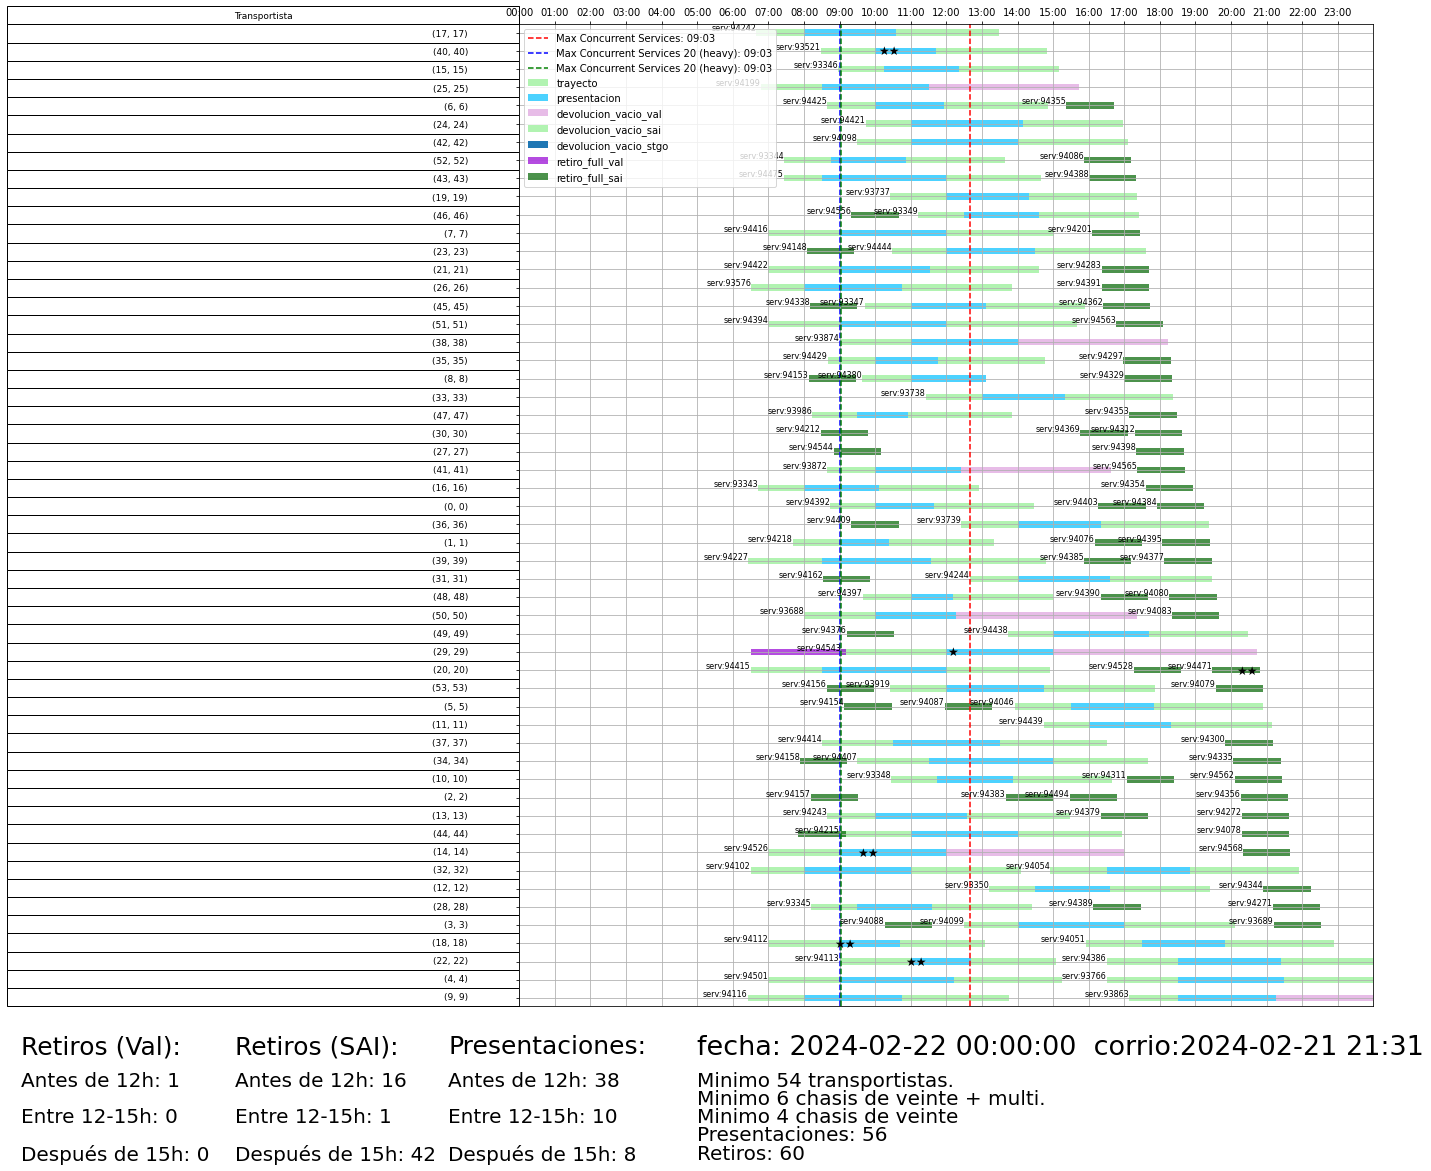 Transportista
00:00 01:00 02:00 03:00 04:00 05:00 06:00 07:00 08:00 09:00 10:00 11:00 12:00 13:00 14:00 15:00 16:00 17:00 18:00 19:00 20:00 21:00 22:00 23:00
Max Concurrent Services: 09:03
Max Concurrent Services 20 (heavy): 09:03
Max Concurrent Services 20 (heavy): 09:03
trayecto
presentacion
devolucion_vacio_val
devolucion_vacio_sai
devolucion_vacio_stgo
retiro_full_val
retiro_full_sai
(17, 17) serv:94242
(40, 40) serv:93521
(15, 15) serv:93346
(25, 25) serv:94199
(6, 6) serv:94425 serv:94355
(24, 24) serv:94421
(42, 42) serv:94098
(52, 52) serv:93344 serv:94086
(43, 43) serv:94388
(19, 19) serv:93737
(46, 46) serv:94556 serv:93349
(7, 7) serv:94416 serv:94201
(23, 23) serv:94148 serv:94444
(21, 21) serv:94422 serv:94283
(26, 26) serv:93576 serv:94391
(45, 45) serv:94338 serv:93347 serv:94362
(51, 51) serv:94394 serv:94563
(38, 38) serv:93874
(35, 35) serv:94429 serv:94297
(8, 8) serv:94153 serv:94380 serv:94329
(33, 33) serv:93738
(47, 47) serv:93986 serv:94353
(30, 30) serv:94212 serv:94369 serv:94312
(27, 27) serv:94544 serv:94398
(41, 41) serv:93872 serv:94565
(16, 16) serv:93343 serv:94354
(0, 0) serv:94392 serv:94403 serv:94384
(36, 36) serv:94409 serv:93739
(1, 1) serv:94218 serv:94076 serv:94395
(39, 39) serv:94227 serv:94385 serv:94377
(31, 31) serv:94162 serv:94244
(48, 48) serv:94397 serv:94390 serv:94080
(50, 50) serv:93688 serv:94083
(49, 49) serv:94376 serv:94438
(29, 29) serv:94543
(20, 20) serv:94415 serv:94528 serv:94471
(53, 53) serv:94156 serv:93919 serv:94079
(5, 5) serv:94154 serv:94087 serv:94046
(11, 11) serv:94439
(37, 37) serv:94414 serv:94300
(34, 34) serv:94158 serv:94407 serv:94335
(10, 10) serv:93348 serv:94311 serv:94562
(2, 2) serv:94157 serv:94383 serv:94494 serv:94356
(13, 13) serv:94243 serv:94379 serv:94272
(44, 44) serv:94215 serv:94078
(14, 14) serv:94526 serv:94568
(32, 32) serv:94102 serv:94054
(12, 12) serv:93350 serv:94344
(28, 28) serv:93345 serv:94389 serv:94271
(3, 3) serv:94088 serv:94099 serv:93689
(18, 18) serv:94112 serv:94051
(22, 22) serv:94113 serv:94386
(4, 4) serv:94501 serv:93766
(9, 9) serv:94116 serv:93863
Retiros (Val):
Antes de 12h: 1
Entre 12-15h: 0
Después de 15h: 0
Retiros (SAI):
Antes de 12h: 16
Entre 12-15h: 1
Después de 15h: 42
Presentaciones:
Antes de 12h: 38
Entre 12-15h: 10
Después de 15h: 8
fecha: 2024-02-22 00:00:00 corrio:2024-02-21 21:31
Minimo 54 transportistas.
Minimo 6 chasis de veinte + multi.
Minimo 4 chasis de veinte
Presentaciones: 56
Retiros: 60